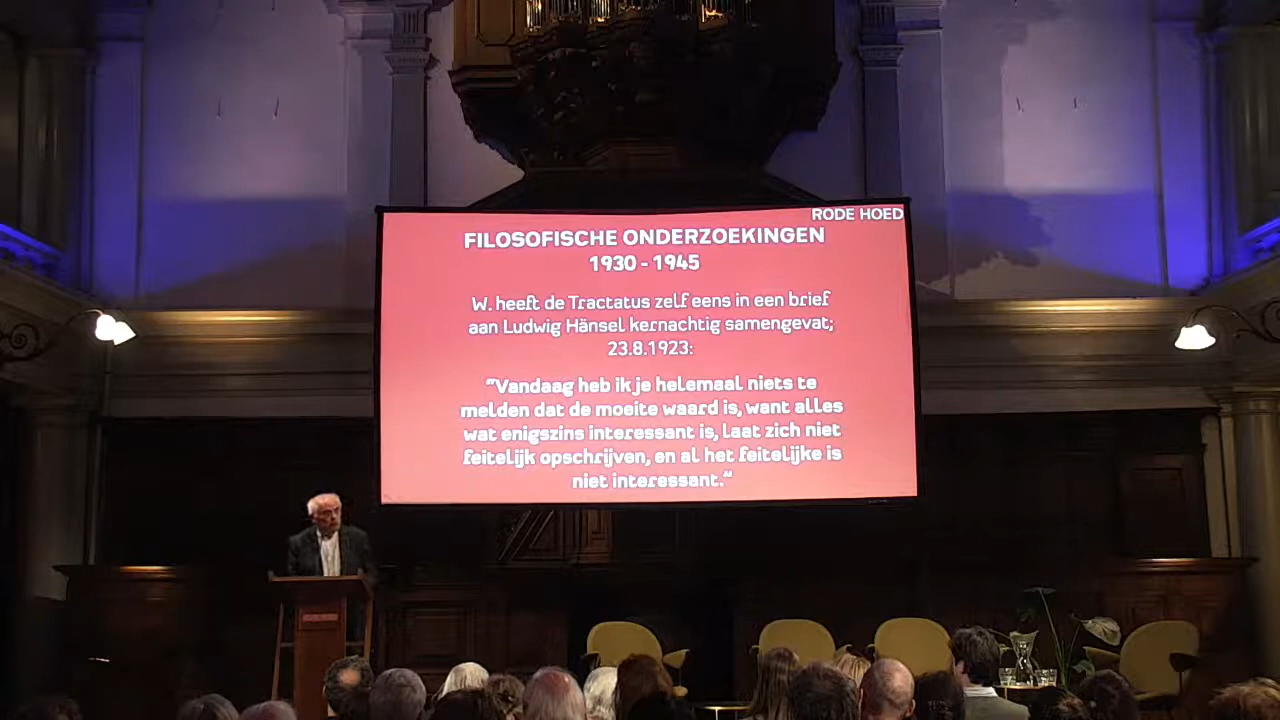 RODE HOED
FILOSOFISCHE ONDERZOEKINGEN
1930 - 1945
W. heeft de Tractatus zelf eens in een brief
aan Ludwig Hänsel kernachtig samengevat;
23.8.1923:
"Vandaag heb ik je helemaal niets te
melden dat de moeite waard is, want alles
wat enigszins interessant is, laat zich niet
feitelijk opschrijven, en al het feitelijke is
niet interessant."